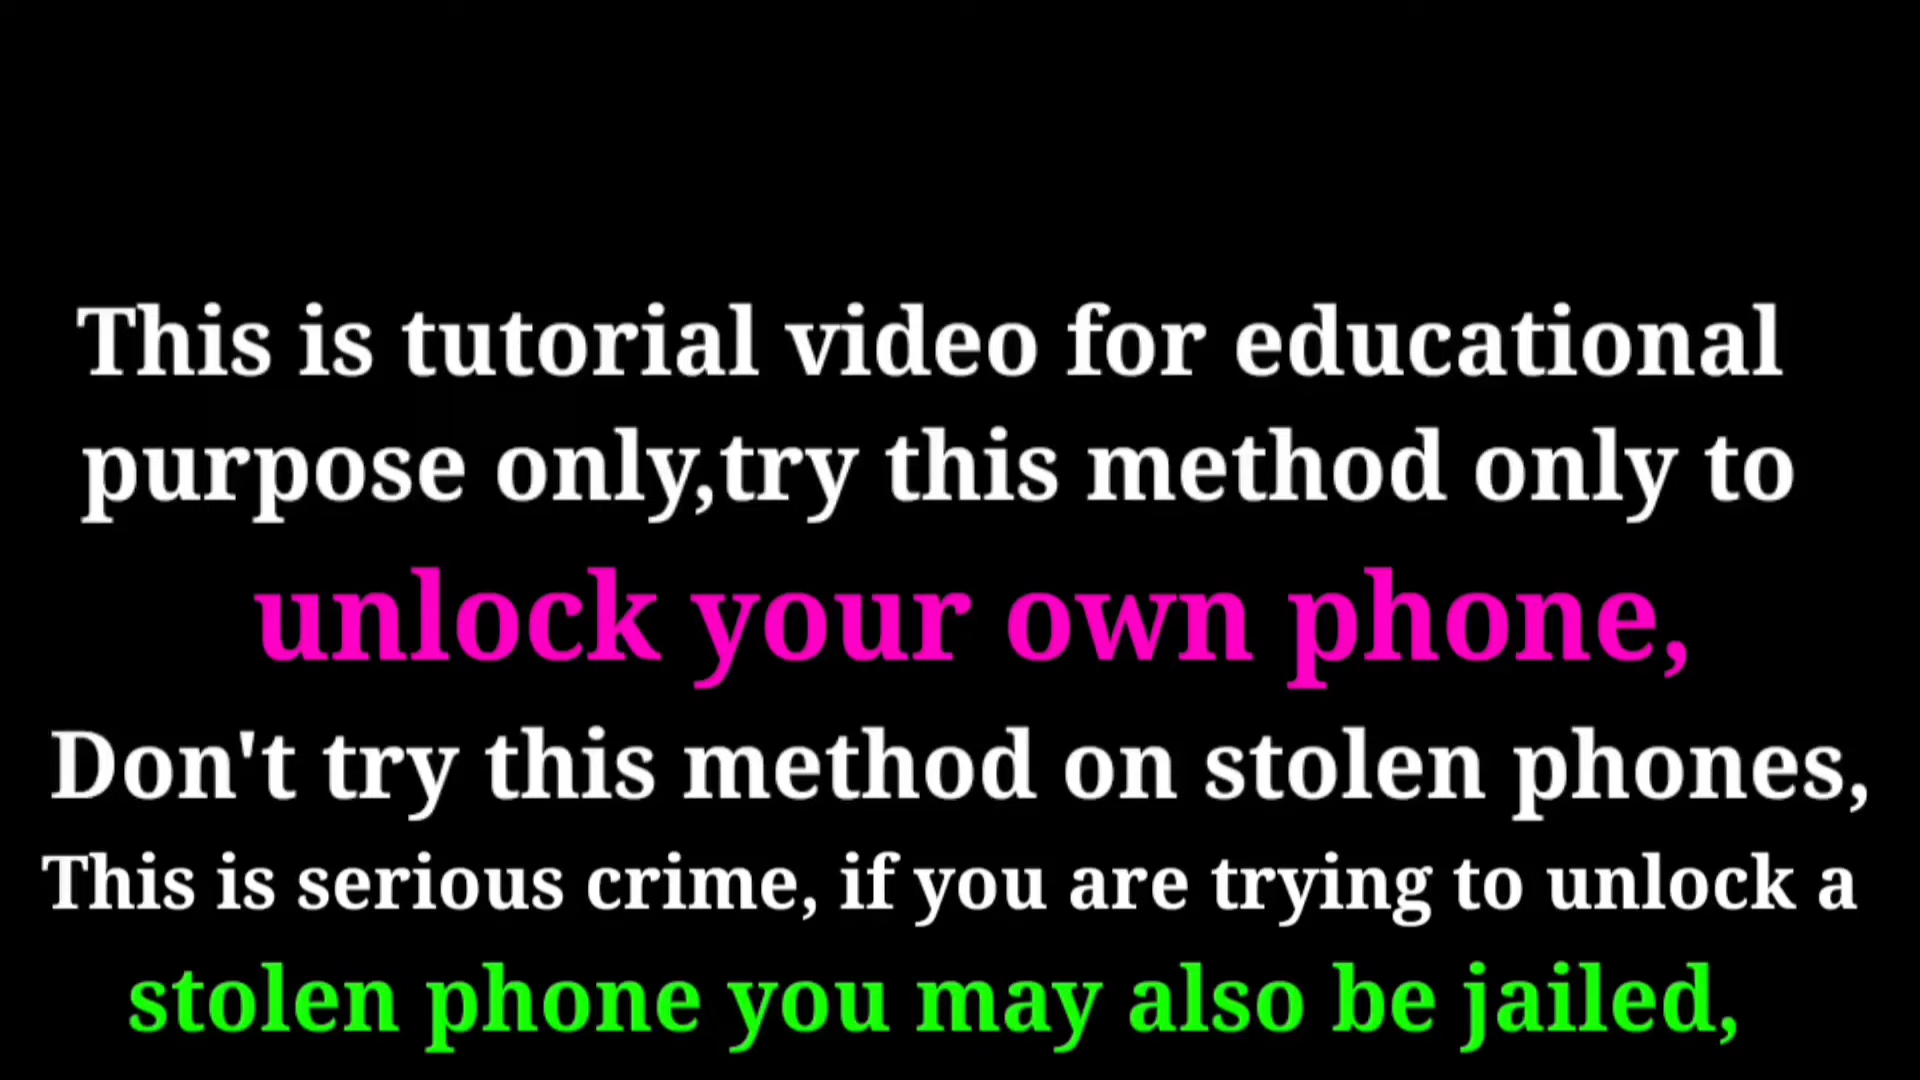 This is tutorial video for educational
purpose only,try this method only to
unlock your own phone,
Don't try this method on stolen phones,
This is serious crime, if you are trying to unlock a
stolen phone you may also be jailed,